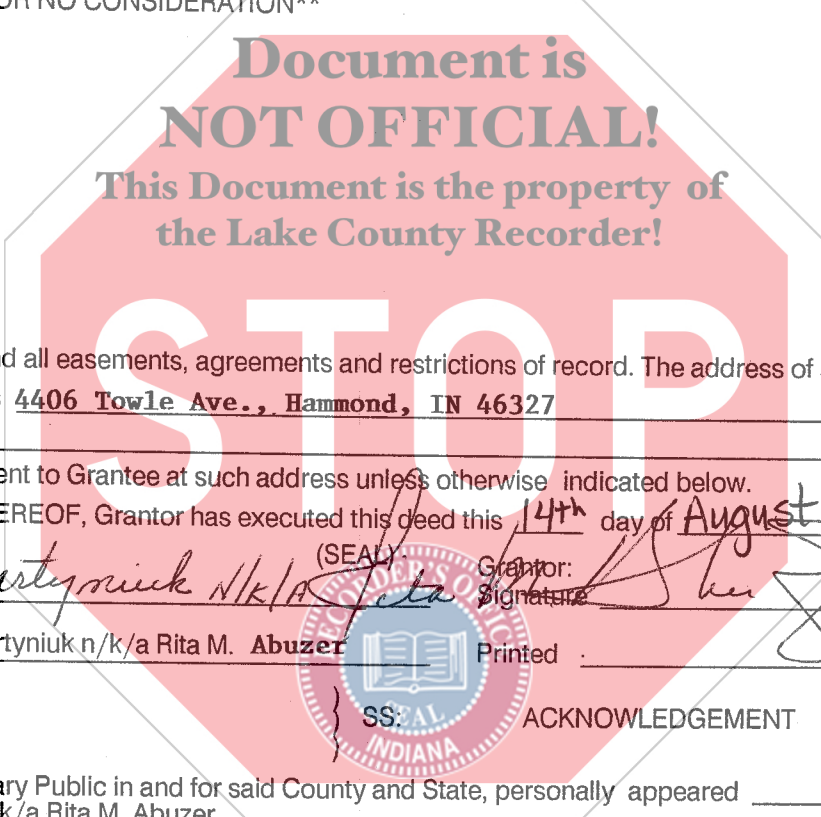 OR NO CONSIDERATION**
Document is
NOT OFFICIAL!
This Document is the property of
the Lake County Recorder!
STOP
d all easements, agreements and restrictions of record. The address of
4406 Towle Ave., Hammond, IN 46327
ent to Grantee at such address unless otherwise indicated below.
EREOF, Grantor has executed this deed this 14th day of August
(SEAL) Grantor:
rtyniuk N/K/A Rita Signature
rtyniuk n/k/a Rita M. Abuzer Printed
RECORDER'S OFFIC
SEAL
INDIANA
SS: ACKNOWLEDGEMENT
ary Public in and for said County and State, personally appeared
k/a Rita M. Abuzer